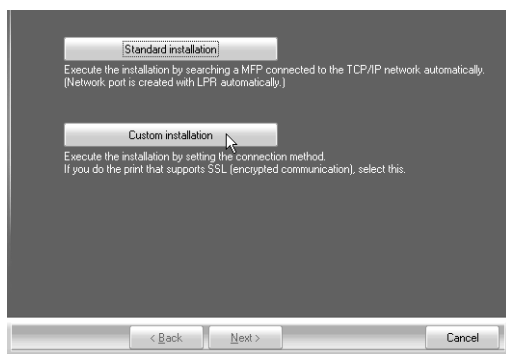 Standard installation
Execute the installation by searching a MFP connected to the TCP/IP network automatically.
(Network port is created with LPR automatically.)
Custom installation
Execute the installation by setting the connection method.
If you do the print that supports SSL (encrypted communication), select this.
< Back Next > Cancel